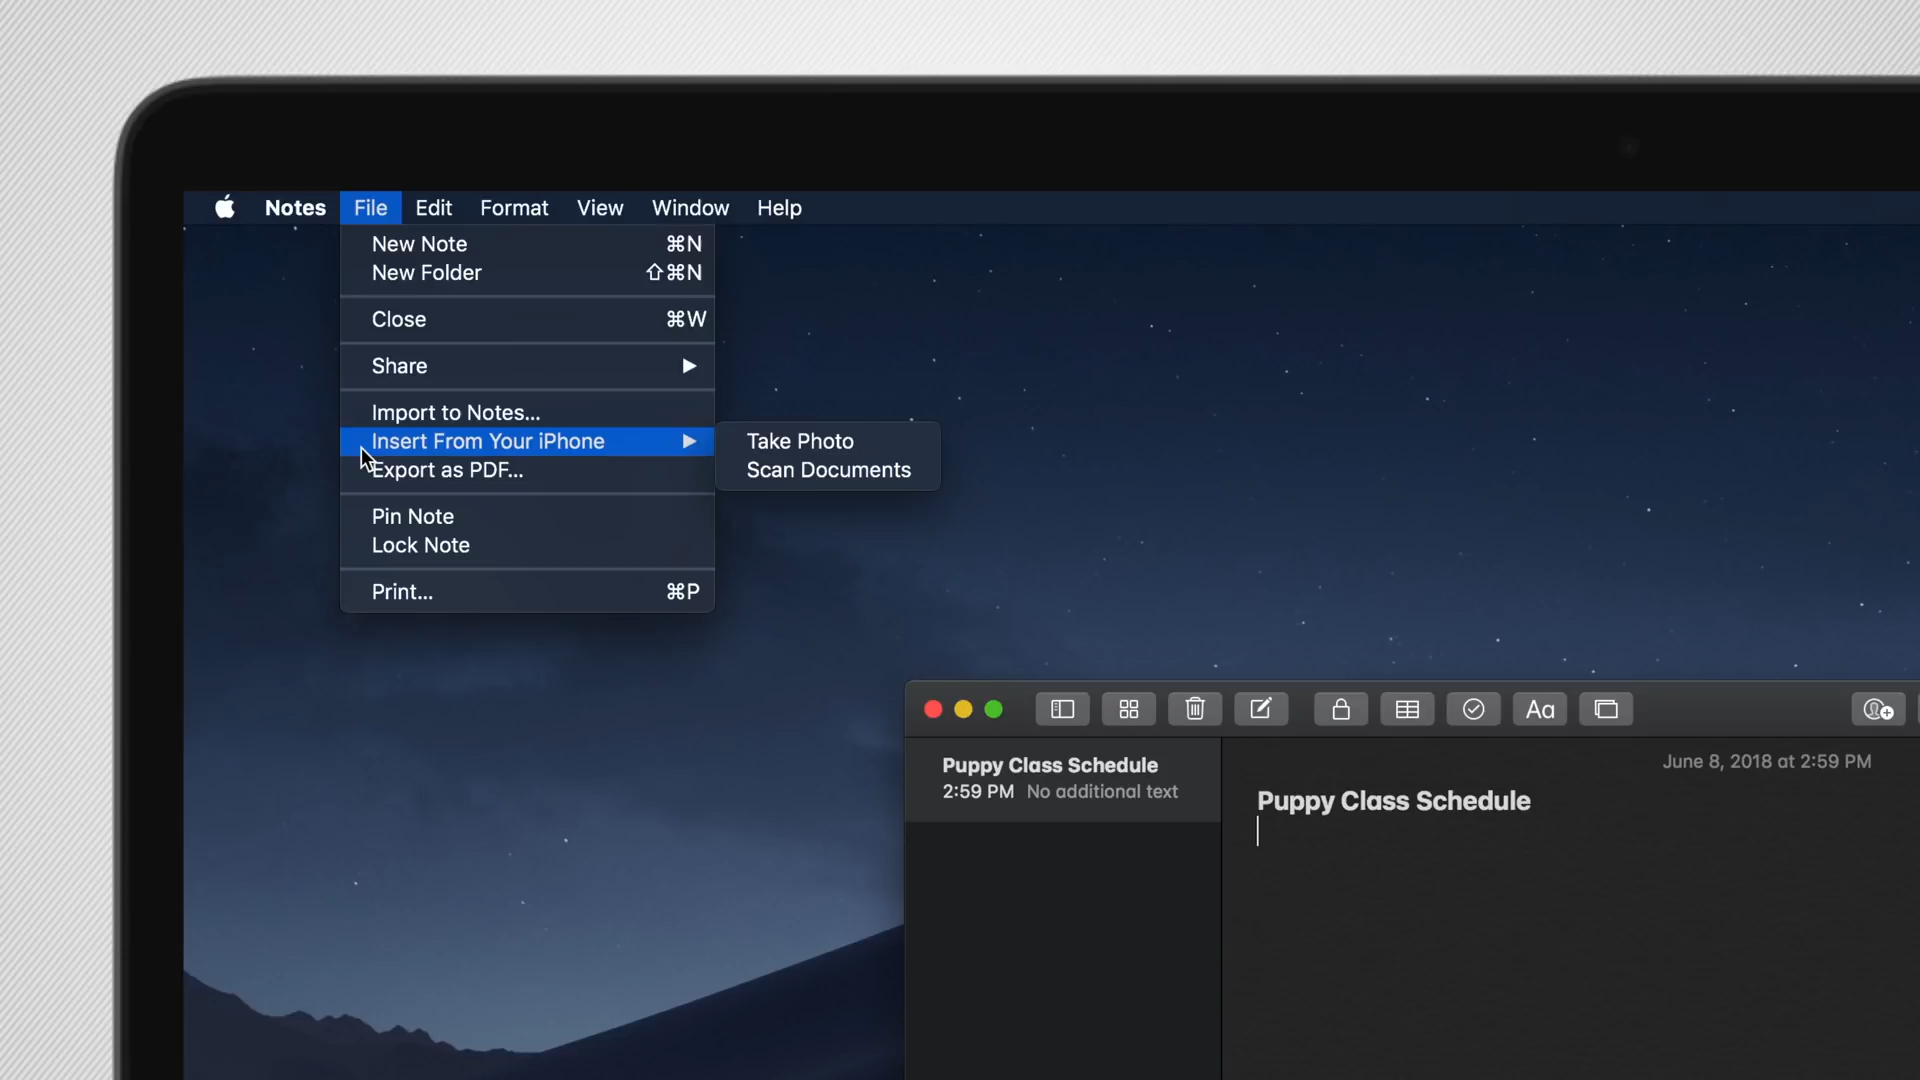 Notes File Edit Format View Window Help
New Note ⌘N
New Folder ⇧⌘N
Close ⌘W
Share
Import to Notes...
Insert From Your iPhone
Take Photo
Export as PDF...
Scan Documents
Pin Note
Lock Note
Print... ⌘P
Aa
Puppy Class Schedule
2:59 PM No additional text
June 8, 2018 at 2:59 PM
Puppy Class Schedule